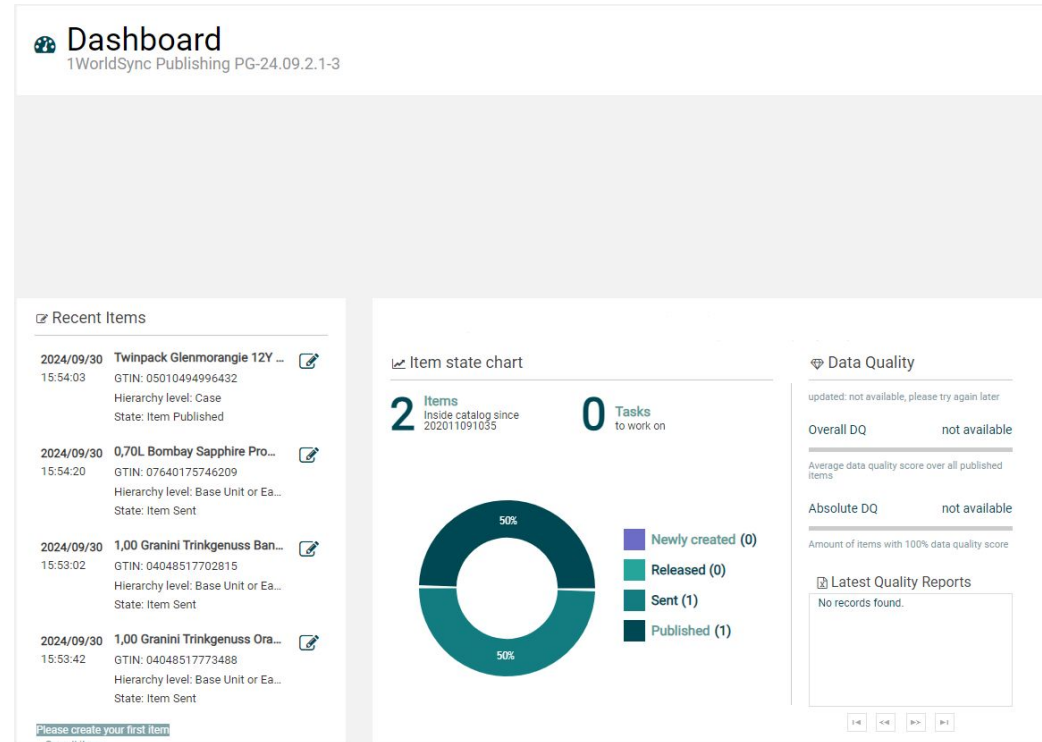 Dashboard
1WorldSync Publishing PG-24.09.2.1-3
Recent Items
2024/09/30 Twinpack Glenmorangie 12Y ...
15:54:03 GTIN: 05010494996432
Hierarchy level: Case
State: Item Published
2024/09/30 0,70L Bombay Sapphire Pro...
15:54:20 GTIN: 07640175746209
Hierarchy level: Base Unit or Ea...
State: Item Sent
2024/09/30 1,00 Granini Trinkgenuss Ban...
15:53:02 GTIN: 04048517702815
Hierarchy level: Base Unit or Ea...
State: Item Sent
2024/09/30 1,00 Granini Trinkgenuss Ora...
15:53:42 GTIN: 04048517773488
Hierarchy level: Base Unit or Ea...
State: Item Sent
Please create your first item
Item state chart
2 Items
Inside catalog since
202011091035
0 Tasks
to work on
50%
50%
Newly created (0)
Released (0)
Sent (1)
Published (1)
Data Quality
updated: not available, please try again later
Overall DQ not available
Average data quality score over all published
items
Absolute DQ not available
Amount of items with 100% data quality score
Latest Quality Reports
No records found.